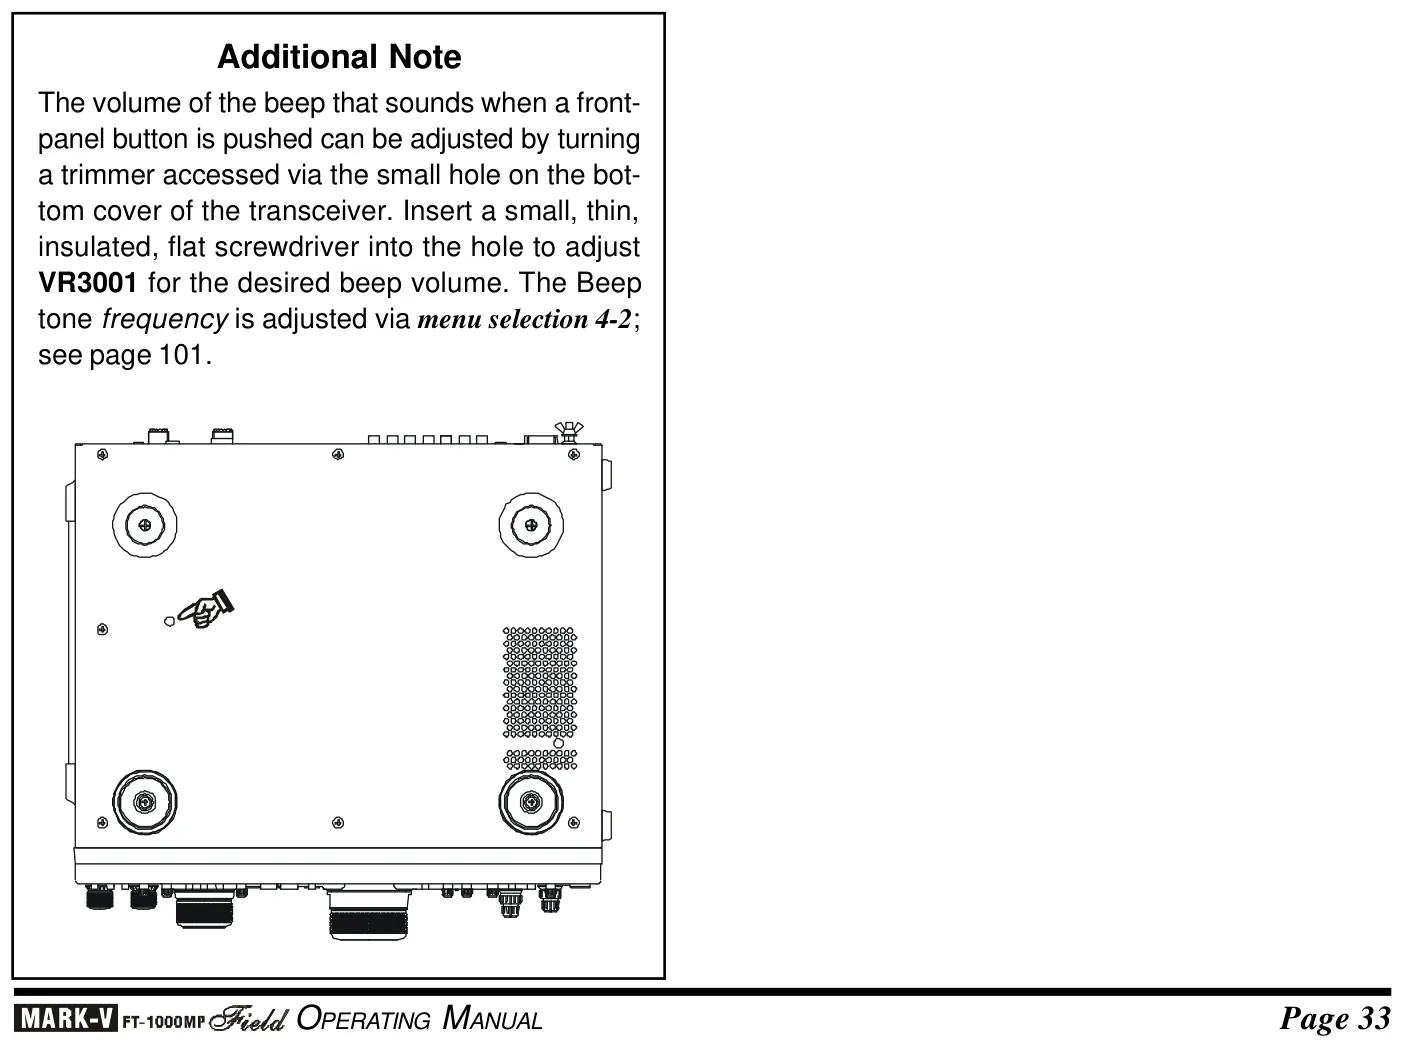 Additional Note
The volume of the beep that sounds when a front-
panel button is pushed can be adjusted by turning
a trimmer accessed via the small hole on the bot-
tom cover of the transceiver. Insert a small, thin,
insulated, flat screwdriver into the hole to adjust
VR3001 for the desired beep volume. The Beep
tone frequency is adjusted via menu selection 4-2;
see page 101.
MARK-V FT-1000MP Field OPERATING MANUAL
Page 33